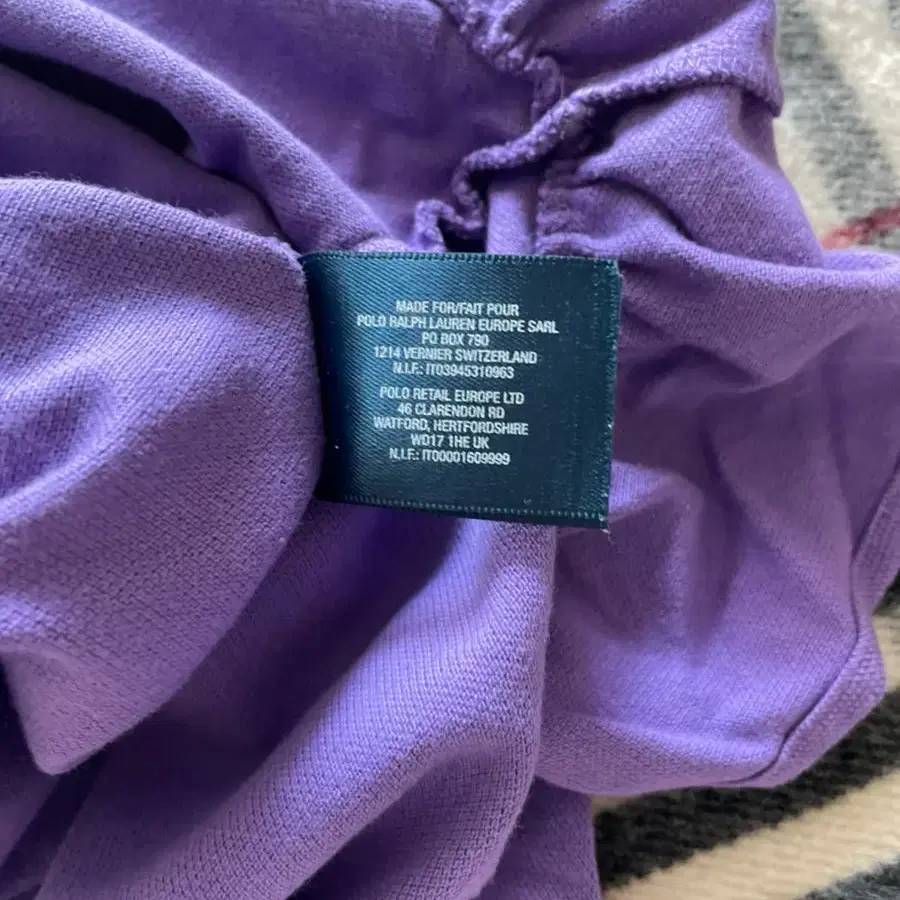 MADE FOR/FAIT POUR
POLO RALPH LAUREN EUROPE SARL
PO BOX 790
1214 VERNIER SWITZERLAND
N.I.F.: IT03945310963
POLO RETAIL EUROPE LTD
46 CLARENDON RD
WATFORD, HERTFORDSHIRE
WD17 1HE UK
N.I.F.: IT00001609999